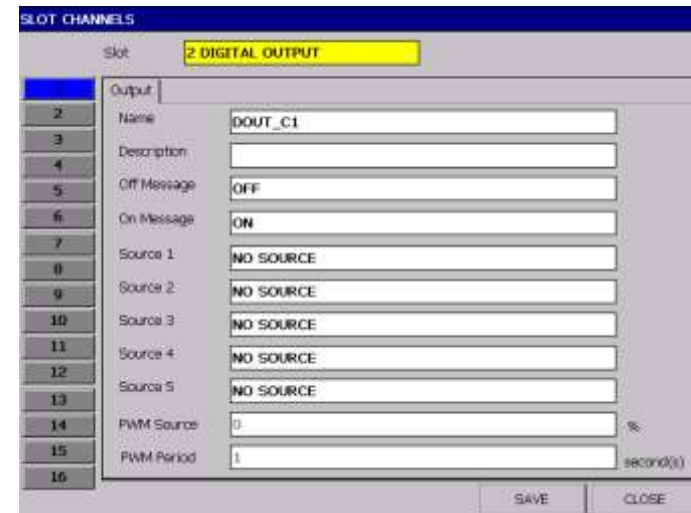 SLOT CHANNELS
Slot 2 DIGITAL OUTPUT
1
2
3
4
5
6
7
8
9
10
11
12
13
14
15
16
Output
Name DOUT_C1
Description
Off Message OFF
On Message ON
Source 1 NO SOURCE
Source 2 NO SOURCE
Source 3 NO SOURCE
Source 4 NO SOURCE
Source 5 NO SOURCE
PWM Source 0 %
PWM Period 1 second(s)
SAVE CLOSE